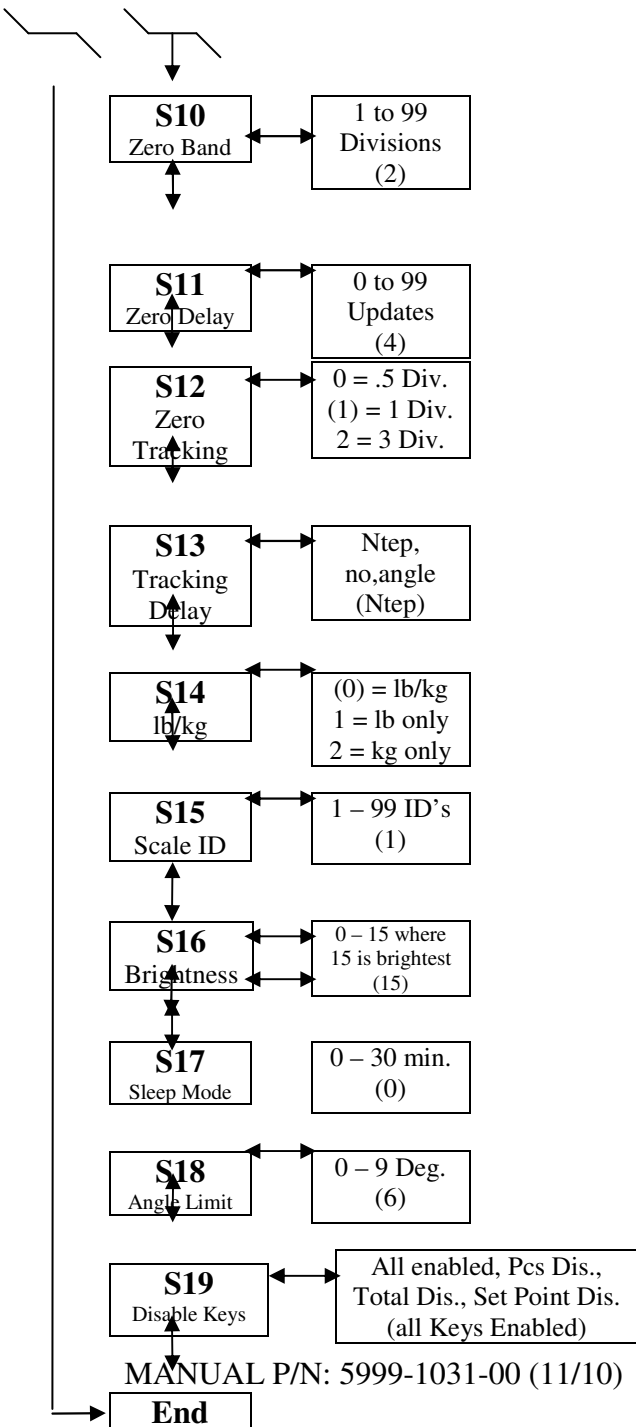 S10
Zero Band
1 to 99
Divisions
(2)
S11
Zero Delay
0 to 99
Updates
(4)
S12
Zero
Tracking
0 = .5 Div.
(1) = 1 Div.
2 = 3 Div.
S13
Tracking
Delay
Ntep,
no,angle
(Ntep)
S14
lb/kg
(0) = lb/kg
1 = lb only
2 = kg only
S15
Scale ID
1 – 99 ID’s
(1)
S16
Brightness
0 – 15 where
15 is brightest
(15)
S17
Sleep Mode
0 – 30 min.
(0)
S18
Angle Limit
0 – 9 Deg.
(6)
S19
Disable Keys
All enabled, Pcs Dis.,
Total Dis., Set Point Dis.
(all Keys Enabled)
MANUAL P/N: 5999-1031-00 (11/10)
End